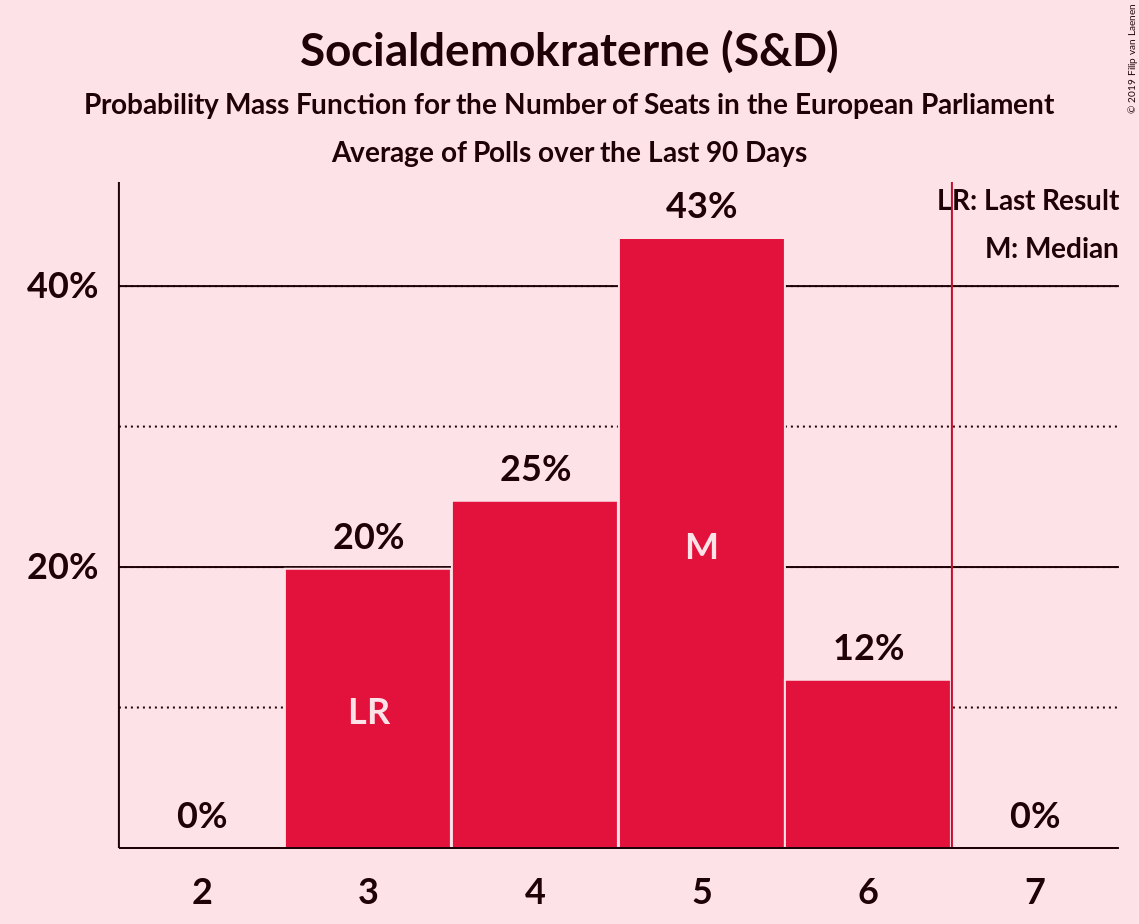 Socialdemokraterne (S&D)
Probability Mass Function for the Number of Seats in the European Parliament
Average of Polls over the Last 90 Days
© 2019 Filip van Laenen
LR: Last Result
M: Median
43%
40%
25%
20%
20%
M
12%
LR
0%
0%
2 3 4 5 6 7